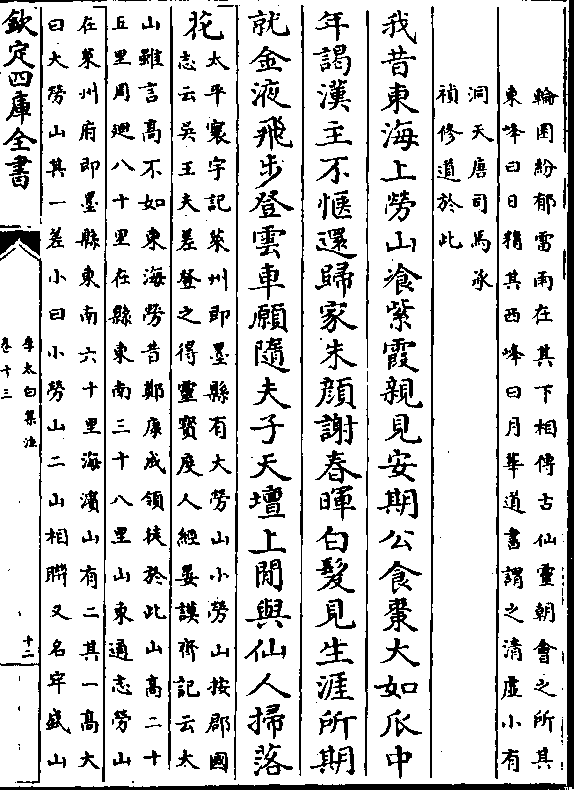 輪囷紛郁雷雨在其下相傳古仙靈朝會之所其
東峰曰日精其西峰曰月華道書謂之清虛小有
洞天唐司馬承
禎修道於此
我昔東海上勞山飡紫霞親見安期公食棗大如瓜中
年謁漢主不愜還歸家朱顔謝春暉白髮見生涯所期
就金液飛步登雲車願隨夫子天壇上閒與仙人掃落
花
太平寰宇記萊州即墨縣有大勞山小勞山按郡國
志云吳王夫差登之得靈寶度人經晏謨齊記云太
山雖言高不如東海勞昔鄭康成領徒於此山高二十
五里周廻八十里在縣東南三十八里山東通志勞山
在萊州府即墨縣東南六十里海濱山有二其一高大
曰大勞山其一差小曰小勞山二山相聨又名牢盛山
欽定四庫全書
李太白集注
卷十三
十二